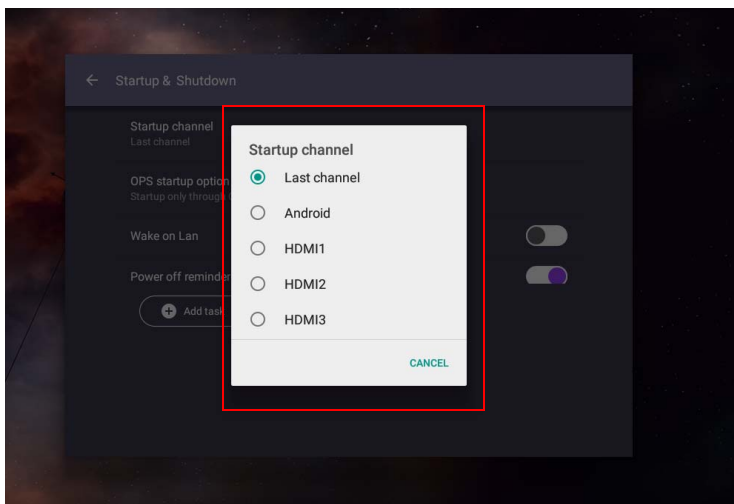 Startup & Shutdown
Startup channel
Last channel
OPS startup option
Startup only through
Wake on Lan
Power off reminder
Add task
Startup channel
Last channel
Android
HDMI1
HDMI2
HDMI3
CANCEL